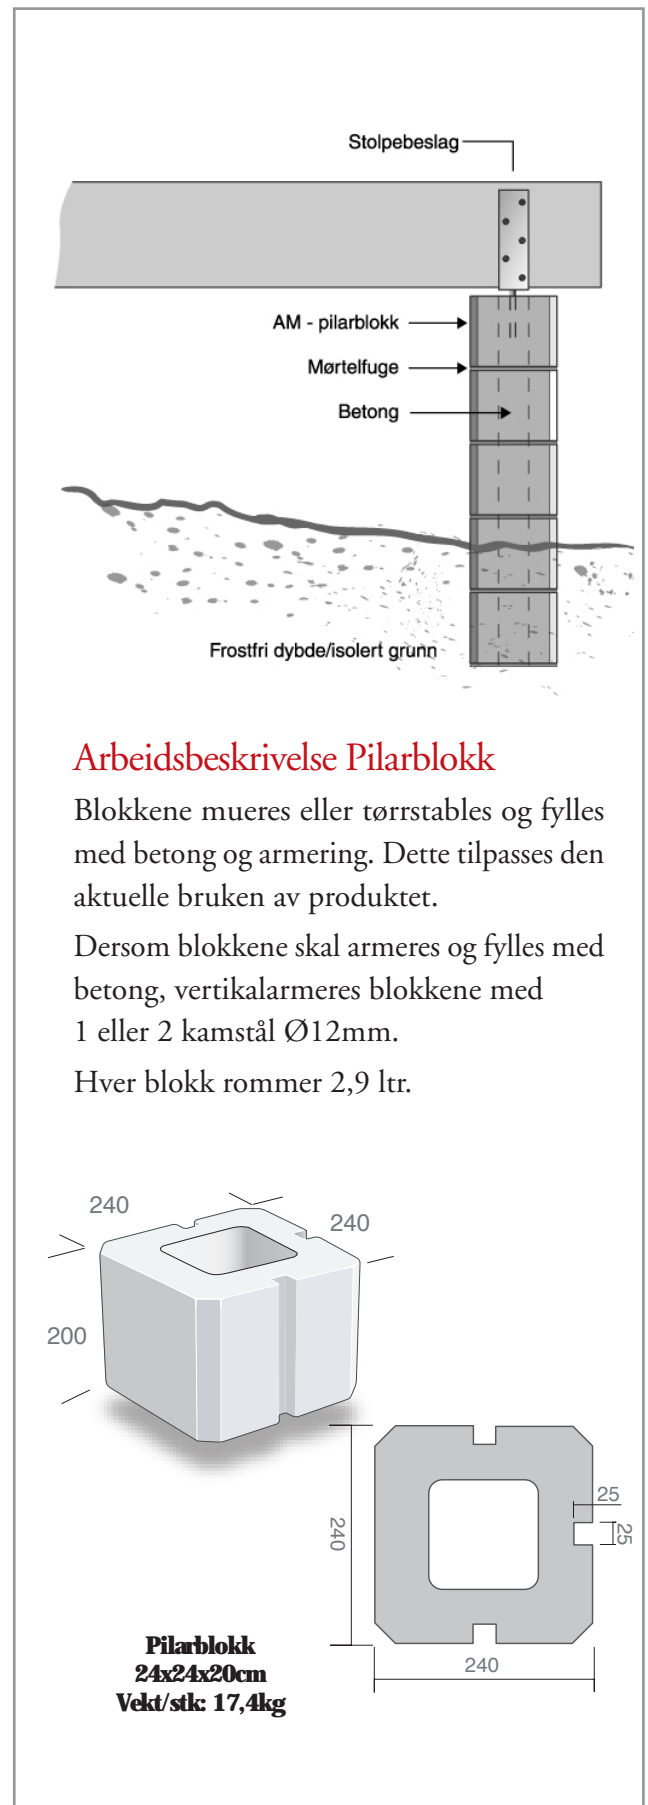 Stolpebeslag
AM - pilarblokk
Mørtelfuge
Betong
Frostfri dybde/isolert grunn
Arbeidsbeskrivelse Pilarblokk
Blokkene mueres eller tørrstables og fylles
med betong og armering. Dette tilpasses den
aktuelle bruken av produktet.
Dersom blokkene skal armeres og fylles med
betong, vertikalarmeres blokkene med
1 eller 2 kamstål Ø12mm.
Hver blokk rommer 2,9 ltr.
240
240
200
25
25
240
240
Pilarblokk
24x24x20cm
Vekt/stk: 17,4kg